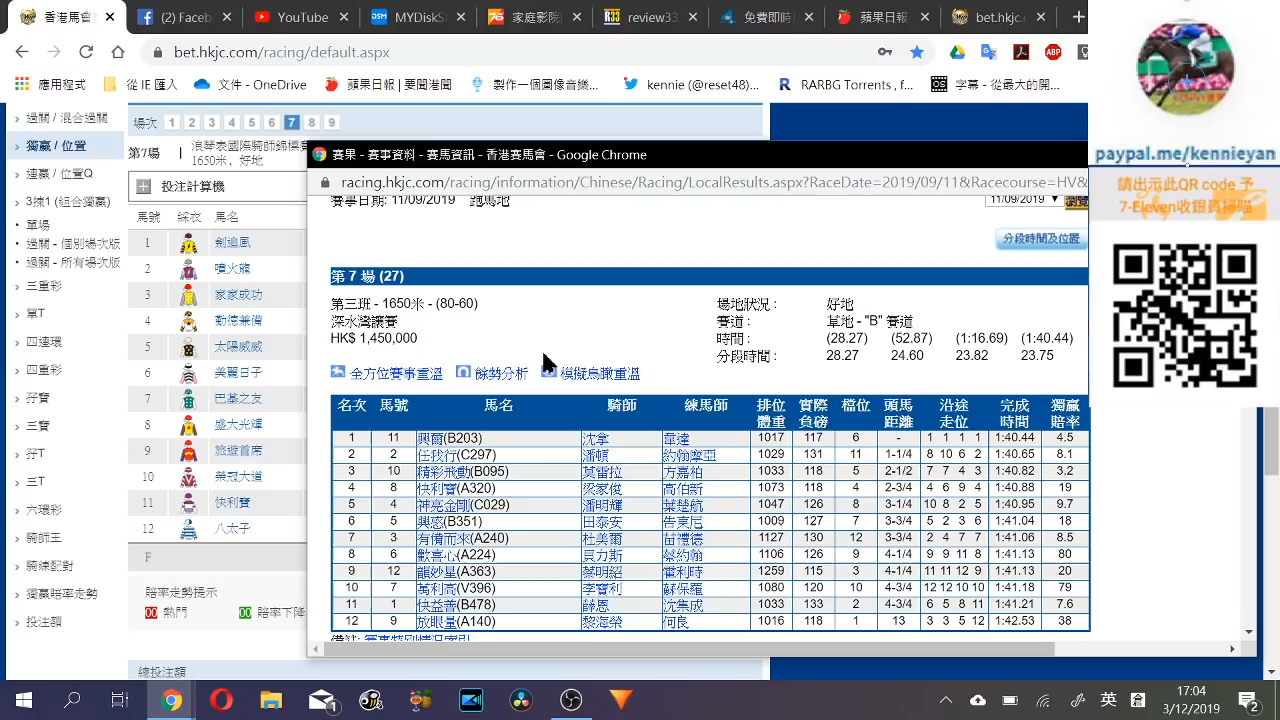 香港賽馬會
(2) Faceb
YouTube
MYDiskS
賽馬影院
review33
免費即時
蘋果日報
bet.hkjc.c
bet.hkjc.com/racing/default.aspx
應用程式
從 IE 匯入
文件 - OneDrive
蘋果日報 | 要聞港聞
製作一個圖像音樂...
kennie (@reset48)...
RARBG Torrents , f...
字幕 - 從最大的開...
過關 / 混合過關
獨贏 / 位置
連贏 / 位置Q
3揀1 (組合獨贏)
單場
過關 - 個別場次版
過關 - 所有場次版
三重彩
單T
四連環
四重彩
孖寶
三寶
孖T
三T
六環彩
騎師王
騎練配對
獨贏賠率走勢
投注額
場次 1 2 3 4 5 6 7 8 9
第7場
浪琴表國際騎師錦標賽
1650米, 好地
投注計算機
馬號 綵衣 馬名
1 劍追風
2 噴火龍
3 家家成功
4 勤德兼備
5 太陽威威
6 美麗日子
7 巴基之友
8 盛大光輝
9 旅遊首席
10 榮冠大道
11 快利寶
12 八太子
F
賠率走勢提示
00 熱門 00 賠率下降
總投注額
賽果 - 賽事資料 - 賽馬資訊 - 香港賽馬會 - Google Chrome
racing.hkjc.com/racing/information/Chinese/Racing/LocalResults.aspx?RaceDate=2019/09/11&Racecourse=HV&
賽事日期: 11/09/2019 跑馬地
11/09/2019
分段時間及位置
第 7 場 (27)
第三班 - 1650米 - (80-60) 場地狀況 : 好地
深水灣讓賽 賽道 : 草地 - "B" 賽道
HK$ 1,450,000 時間 : (28.27) (52.87) (1:16.69) (1:40.44)
分段時間 : 28.27 24.60 23.82 23.75
全方位賽事重溫 餘勢分析 模擬鳥瞰重溫
名次 馬號 馬名 騎師 練馬師 排位體重 實際負磅 檔位 頭馬距離 沿途走位 完成時間 獨贏賠率
1 11 興爾(B203) 沈拿 韋達 1017 117 6 - 1 1 1 1 1:40.44 4.5
2 2 任我行(C297) 潘頓 約翰摩亞 1029 131 11 1-1/4 8 10 6 2 1:40.65 8.1
3 10 精彩飛動(B095) 莫雷拉 方嘉柏 1033 118 5 2-1/2 7 7 4 3 1:40.82 3.2
4 8 快利寶(A320) 梁家俊 高伯新 1073 118 4 2-3/4 4 6 9 4 1:40.88 19
5 4 神亮金剛(C029) 潘明輝 葉楚航 1047 126 8 3-1/4 10 8 2 5 1:40.95 9.7
6 5 興惑(B351) 田泰安 告東尼 1009 127 7 3-3/4 5 2 3 6 1:41.04 18
7 3 有備而來(A240) 杜美爾 苗禮德 1127 130 12 3-3/4 2 4 7 7 1:41.06 8.5
8 6 歡喜心(A224) 貝力斯 蔡約翰 1106 126 9 4-1/4 9 9 11 8 1:41.13 80
9 12 韻妙星(A363) 蔡明紹 霍利時 1259 115 3 4-1/4 11 11 12 9 1:41.13 20
10 7 萬利高(V396) 李寶利 蘇保羅 1080 120 10 4-3/4 12 12 10 10 1:41.18 79
11 1 快益善(B478) 薛恩 沈集成 1033 133 2 4-3/4 6 5 8 11 1:41.21 7.6
12 9 放眼量(A140) 黎海榮 何良 1016 118 1 13 3 3 5 12 1:42.53 38
備註: 賽事特別情況索引
paypal.me/kennieyan
請出示此QR code 予
7-Eleven收銀員掃瞄
英
17:04
3/12/2019